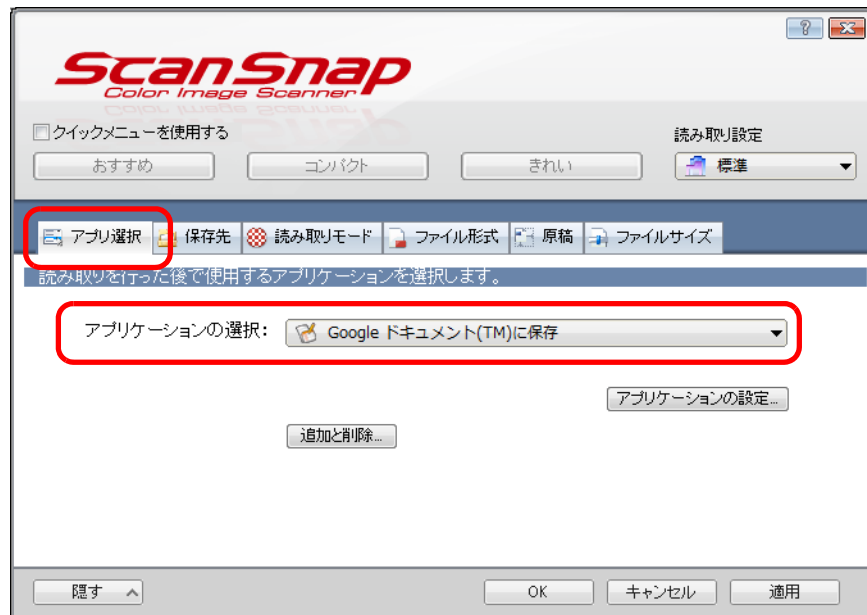 ScanSnap
Color Image Scanner
クイックメニューを使用する
読み取り設定
おすすめ
コンパクト
きれい
標準
アプリ選択
保存先
読み取りモード
ファイル形式
原稿
ファイルサイズ
読み取りを行った後で使用するアプリケーションを選択します。
アプリケーションの選択:
Google ドキュメント(TM)に保存
アプリケーションの設定...
追加と削除...
隠す
OK
キャンセル
適用